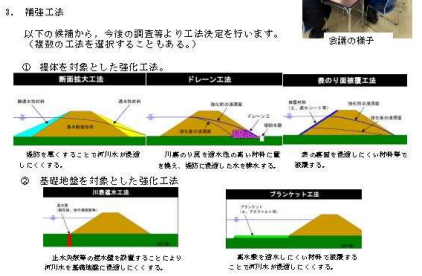 3. 補強工法
会議の様子
以下の候補から、今後の調査等より工法決定を行います。
(複数の工法を選択することもある。)
① 堤体を対象とした強化工法。
断面拡大工法
ドレーン工法
表のり面被覆工法
堤防を厚くすることで河川水が浸透
しにくくする。
川裏のり尻を透水性の高い材料に置
き換え、堤防に浸透した水を排水する。
表の裏面を浸透しにくい材料等で
被覆する。
② 基礎地盤を対象とした強化工法
川表遮水工法
ブランケット工法
止水矢板等の遮水壁を設置することにより
河川水を基礎地盤に浸透しにくくする。
高水敷を透水しにくい材料で被覆する
ことで河川水が浸透しにくくする。